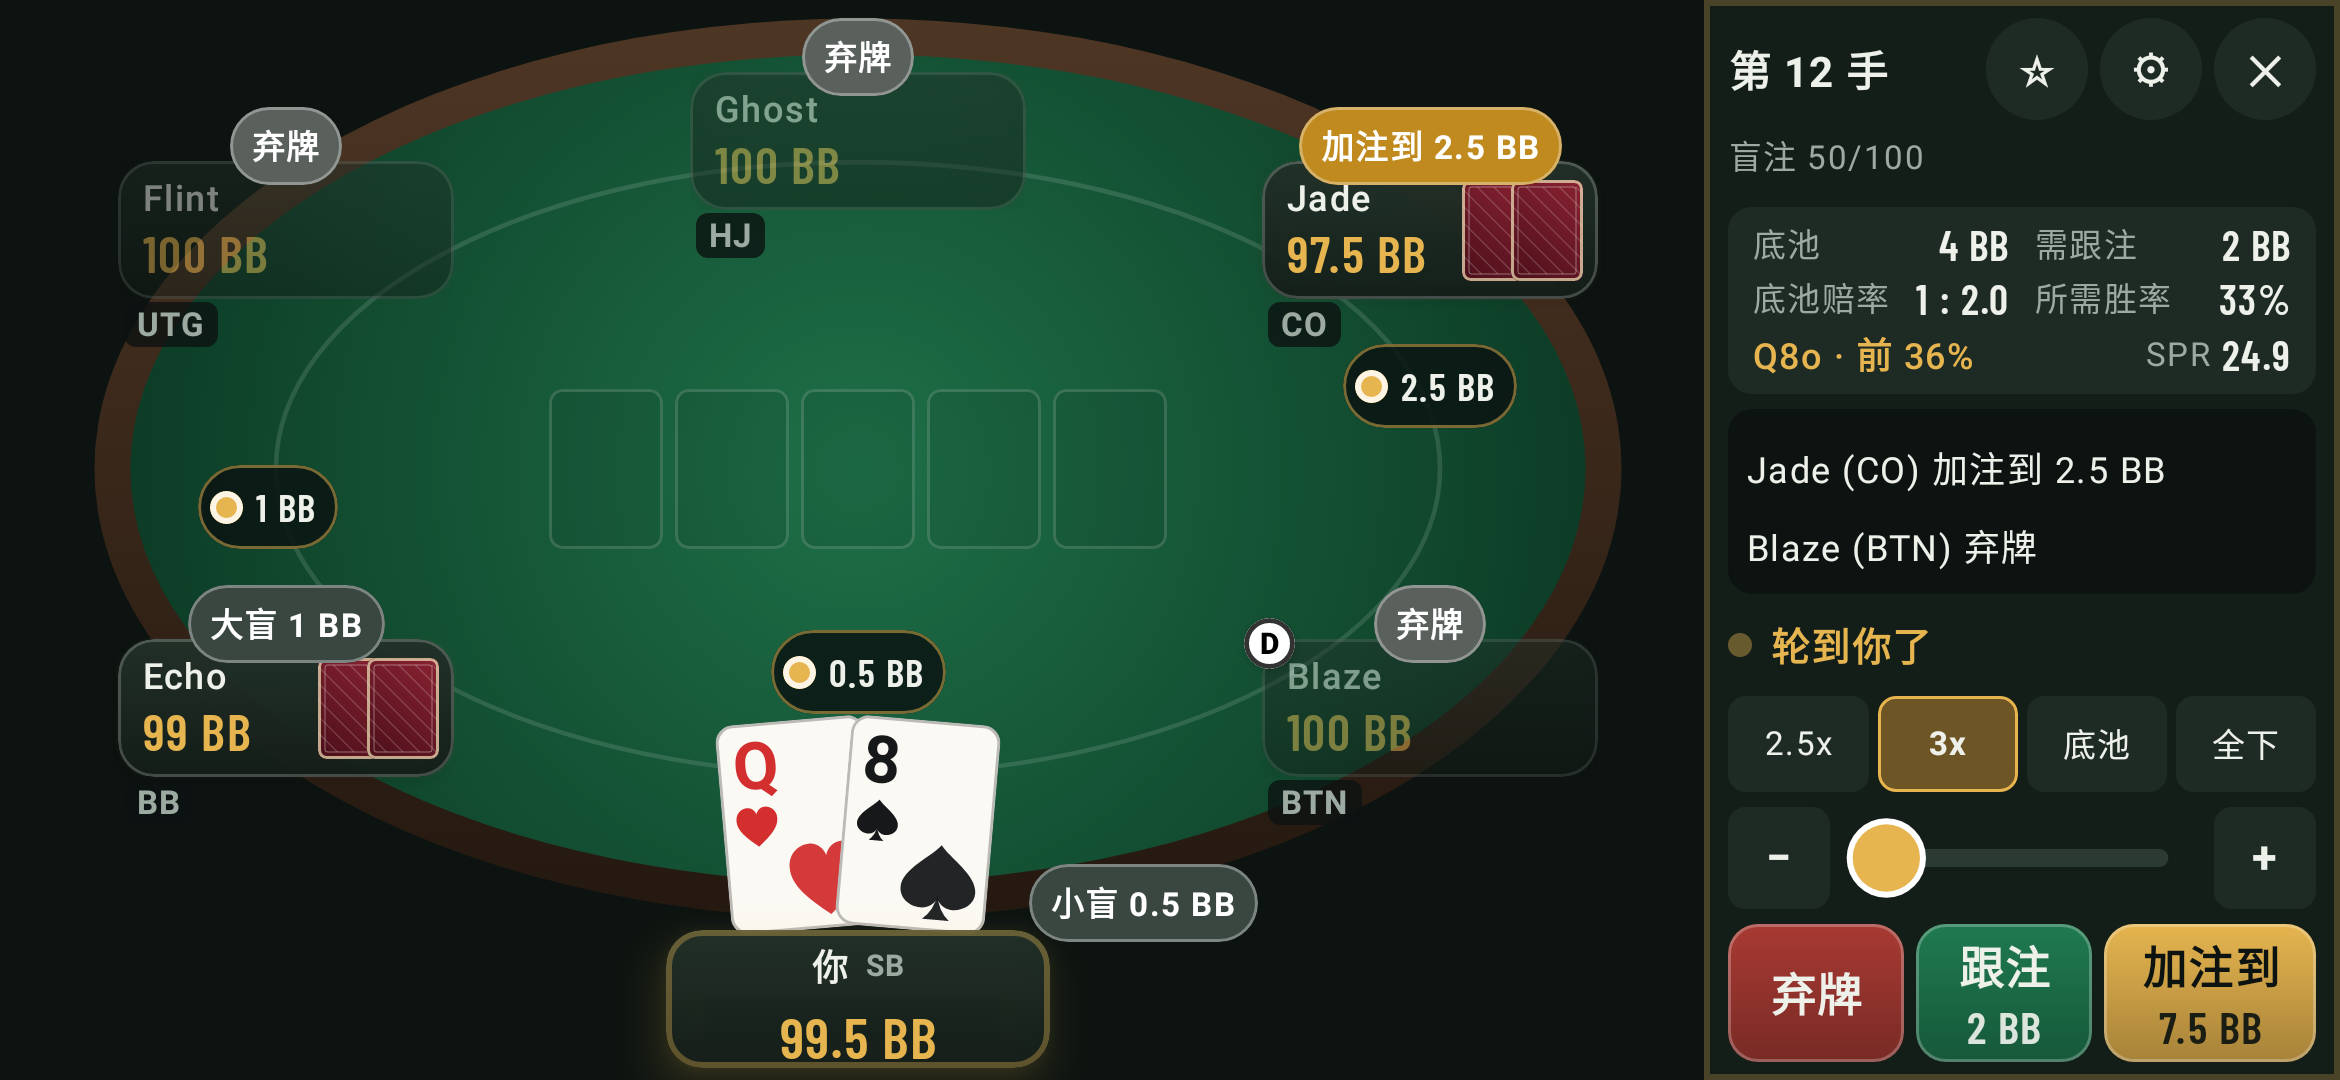 弃牌
Ghost
100 BB
HJ
弃牌
Flint
100 BB
UTG
加注到 2.5 BB
Jade
97.5 BB
CO
2.5 BB
1 BB
大盲 1 BB
Echo
99 BB
BB
0.5 BB
弃牌
D
Blaze
100 BB
BTN
Q
8
小盲 0.5 BB
你 SB
99.5 BB
第 12 手
盲注 50/100
底池 4 BB 需跟注 2 BB
底池赔率 1 : 2.0 所需胜率 33%
Q8o · 前 36% SPR 24.9
Jade (CO) 加注到 2.5 BB
Blaze (BTN) 弃牌
轮到你了
2.5x 3x 底池 全下
− +
弃牌
跟注
2 BB
加注到
7.5 BB